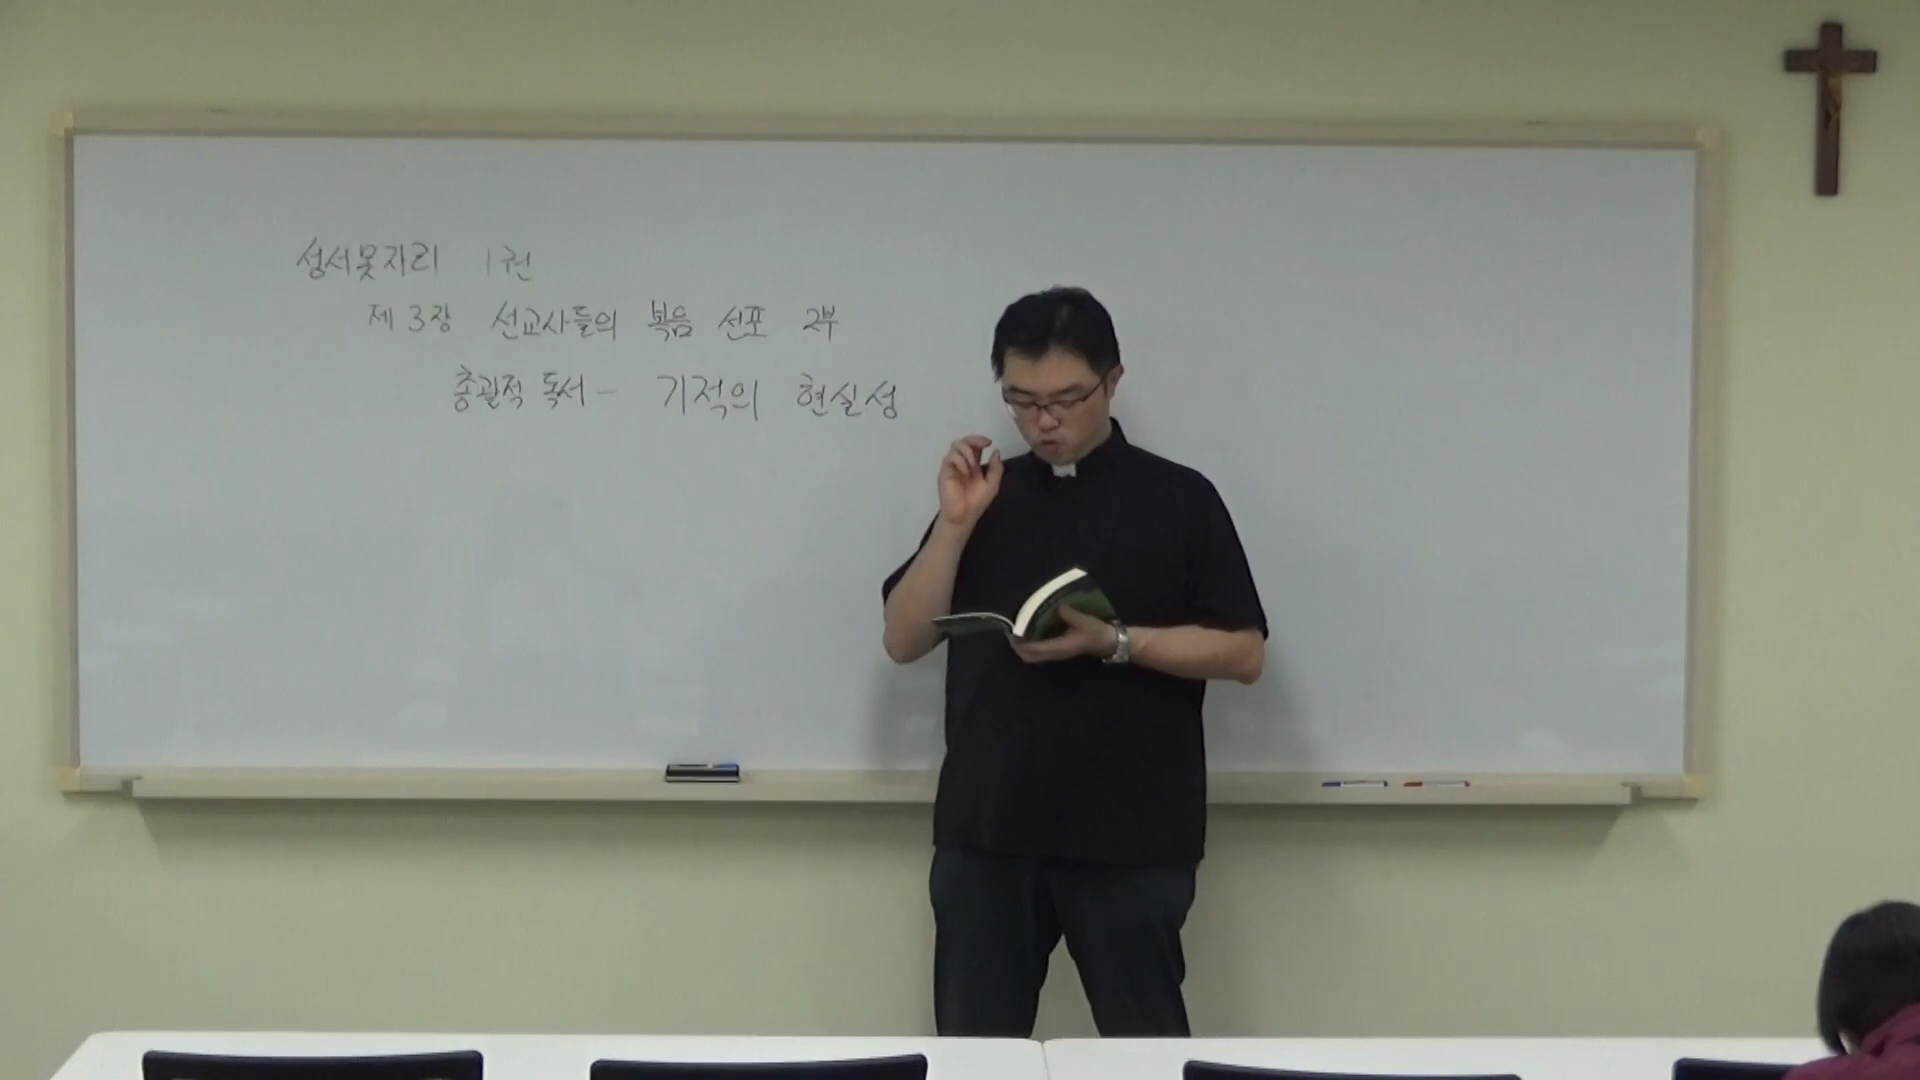 성서못자리 1권
제 3장 선교사들의 복음 선포 2부
총괄적 독서 - 기적의 현실성